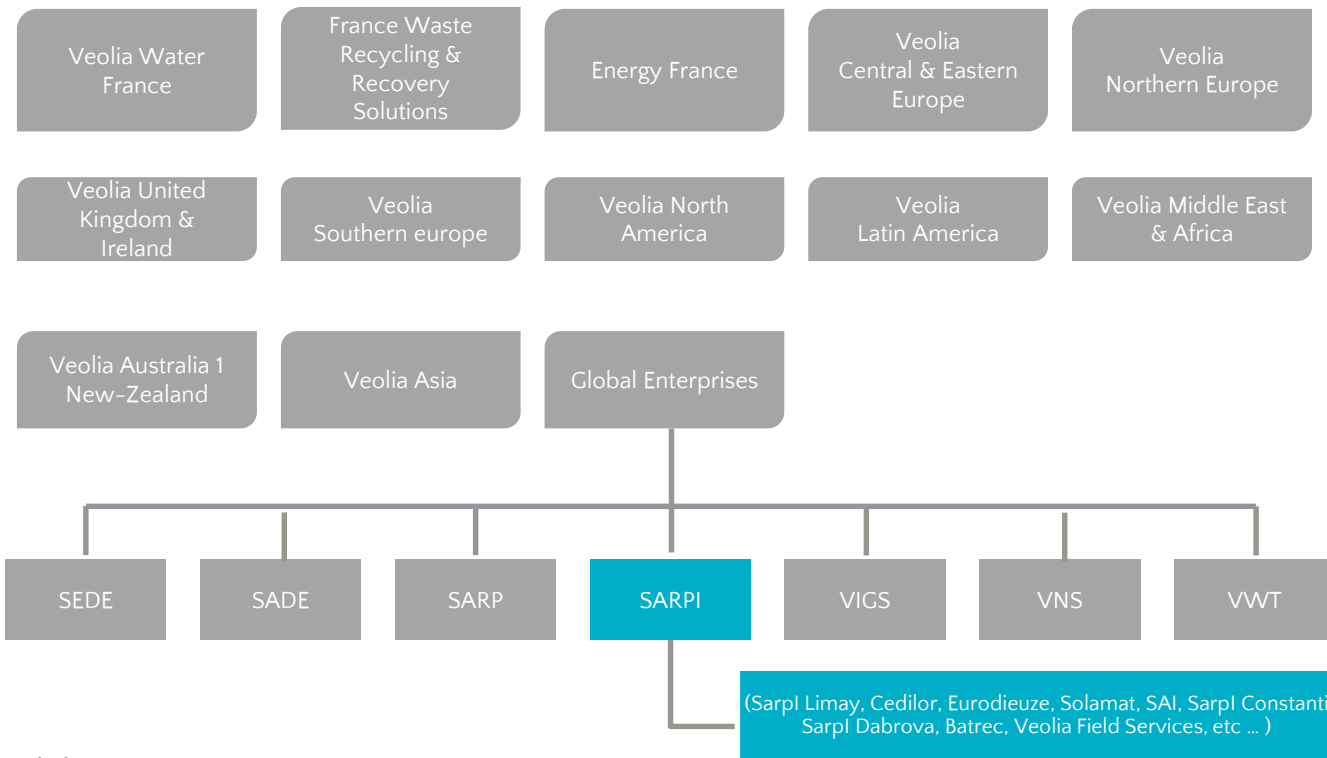 Veolia Water
France
France Waste
Recycling &
Recovery
Solutions
Energy France
Veolia
Central & Eastern
Europe
Veolia
Northern Europe
Veolia United
Kingdom &
Ireland
Veolia
Southern europe
Veolia North
America
Veolia
Latin America
Veolia Middle East
& Africa
Veolia Australia 1
New-Zealand
Veolia Asia
Global Enterprises
SEDE
SADE
SARP
SARPI
VIGS
VNS
VWT
(SarpI Limay, Cedilor, Eurodieuze, Solamat, SAI, SarpI Constanti
SarpI Dabrova, Batrec, Veolia Field Services, etc ... )